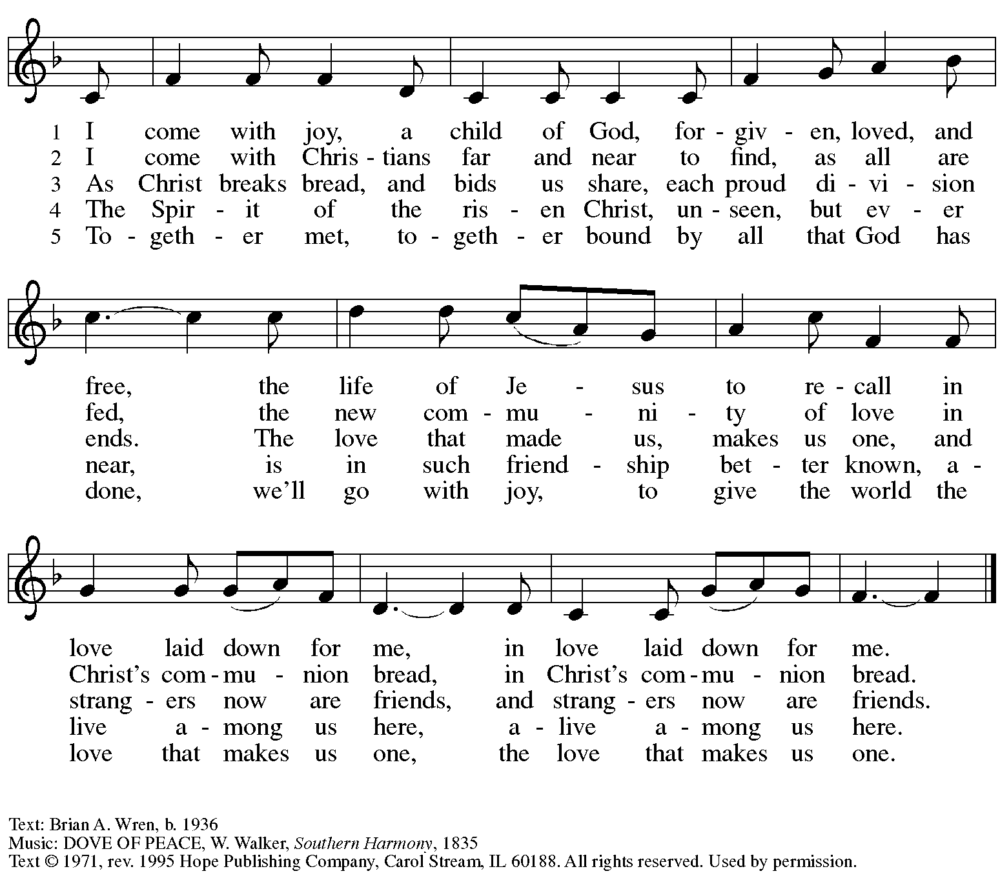 1 I come with joy, a child of God, for - giv - en, loved, and
2 I come with Chris - tians far and near to find, as all are
3 As Christ breaks bread, and bids us share, each proud di - vi - sion
4 The Spir - it of the ris - en Christ, un - seen, but ev - er
5 To - geth - er met, to - geth - er bound by all that God has
free, the life of Je - sus to re - call in
fed, the new com - mu - ni - ty of love in
ends. The love that made us, makes us one, and
near, is in such friend - ship bet - ter known, a -
done, we'll go with joy, to give the world the
love laid down for me, in love laid down for me.
Christ's com - mu - nion bread, in Christ's com - mu - nion bread.
strang - ers now are friends, and strang - ers now are friends.
live a - mong us here, a - live a - mong us here.
love that makes us one, the love that makes us one.
Text: Brian A. Wren, b. 1936
Music: DOVE OF PEACE, W. Walker, Southern Harmony, 1835
Text © 1971, rev. 1995 Hope Publishing Company, Carol Stream, IL 60188. All rights reserved. Used by permission.